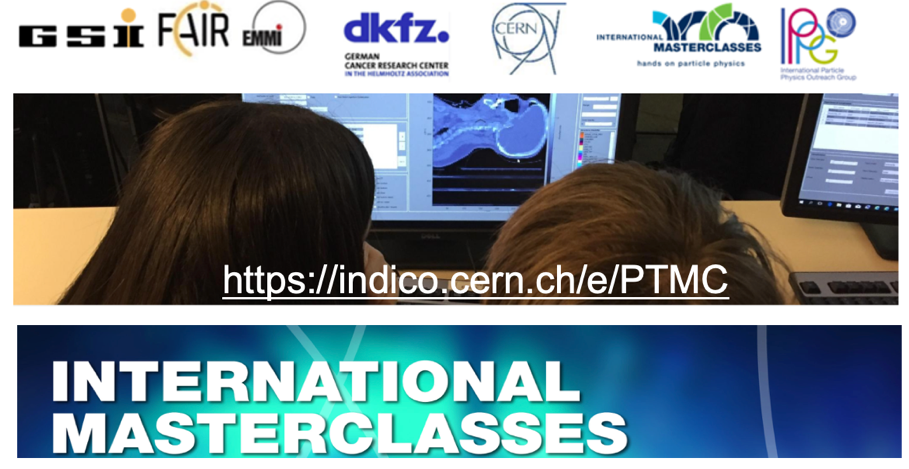 GSI FAIR EMMI dkfz. CERN INTERNATIONAL MASTERCLASSES IPPOG
GERMAN
CANCER RESEARCH CENTER
IN THE HELMHOLTZ ASSOCIATION
hands on particle physics
International Particle
Physics Outreach Group
https://indico.cern.ch/e/PTMC
INTERNATIONAL
MASTERCLASSES